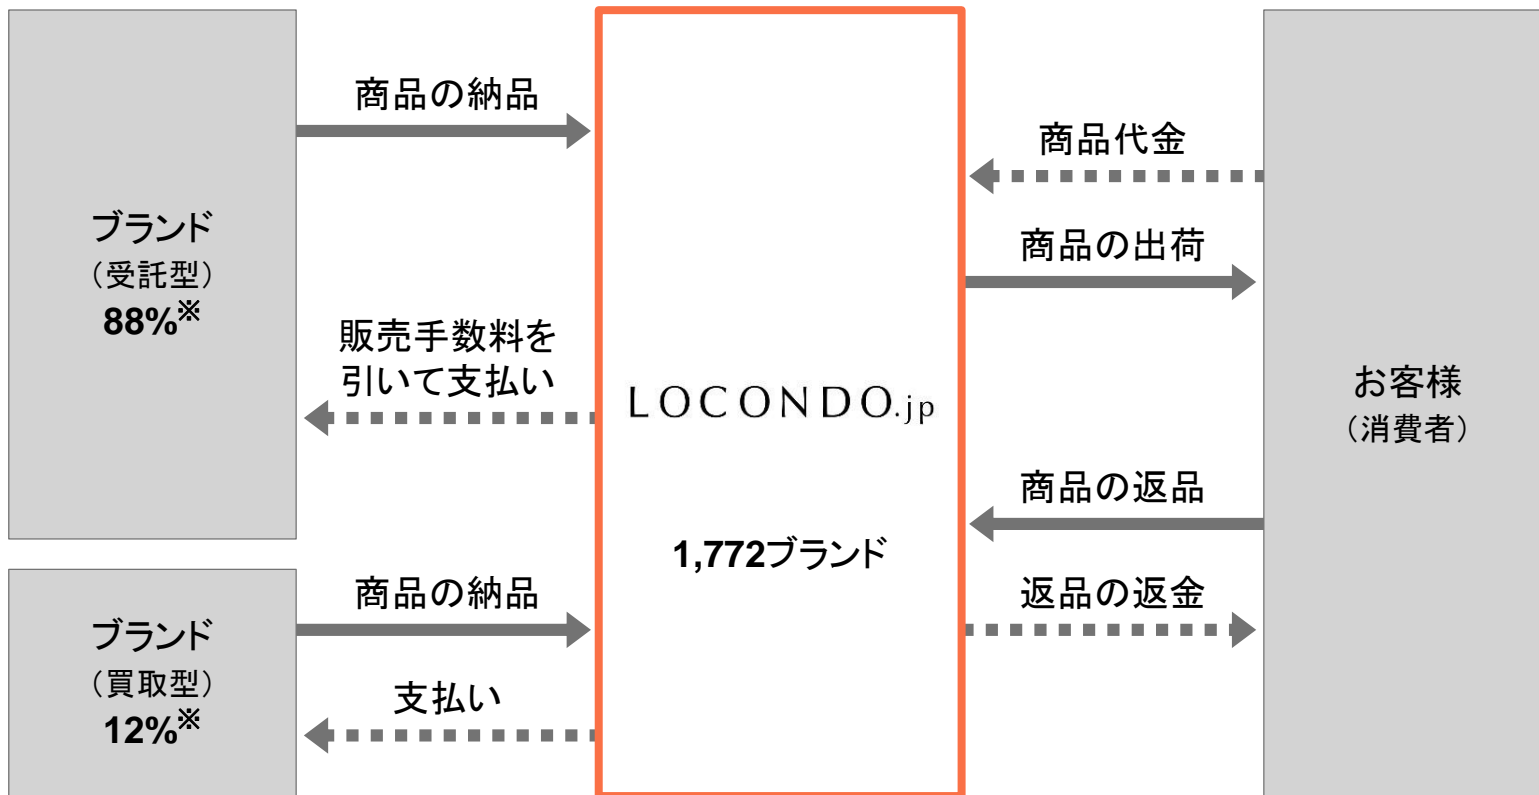 ブランド
（受託型）
88%※
商品の納品
販売手数料を
引いて支払い
ブランド
（買取型）
12%※
商品の納品
支払い
LOCONDO.jp
1,772ブランド
商品代金
商品の出荷
商品の返品
返品の返金
お客様
（消費者）